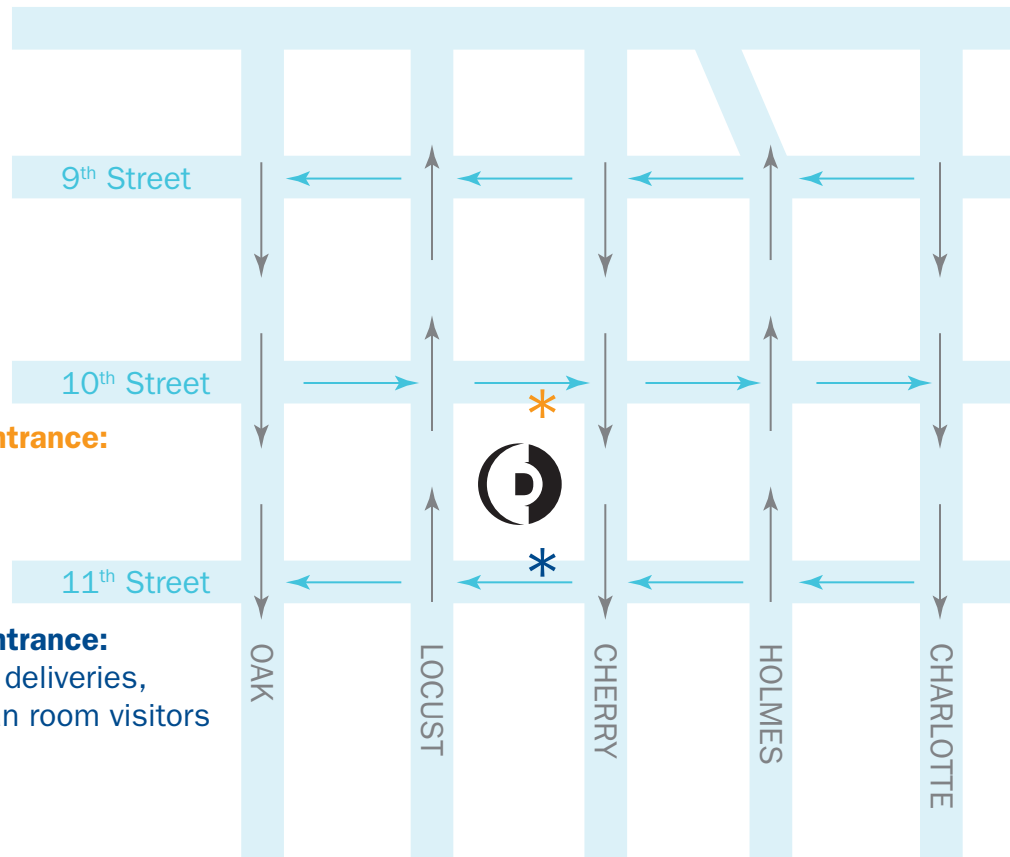 9th Street
10th Street
ntrance:
11th Street
ntrance:
deliveries,
n room visitors
OAK
LOCUST
CHERRY
HOLMES
CHARLOTTE
*
D
*